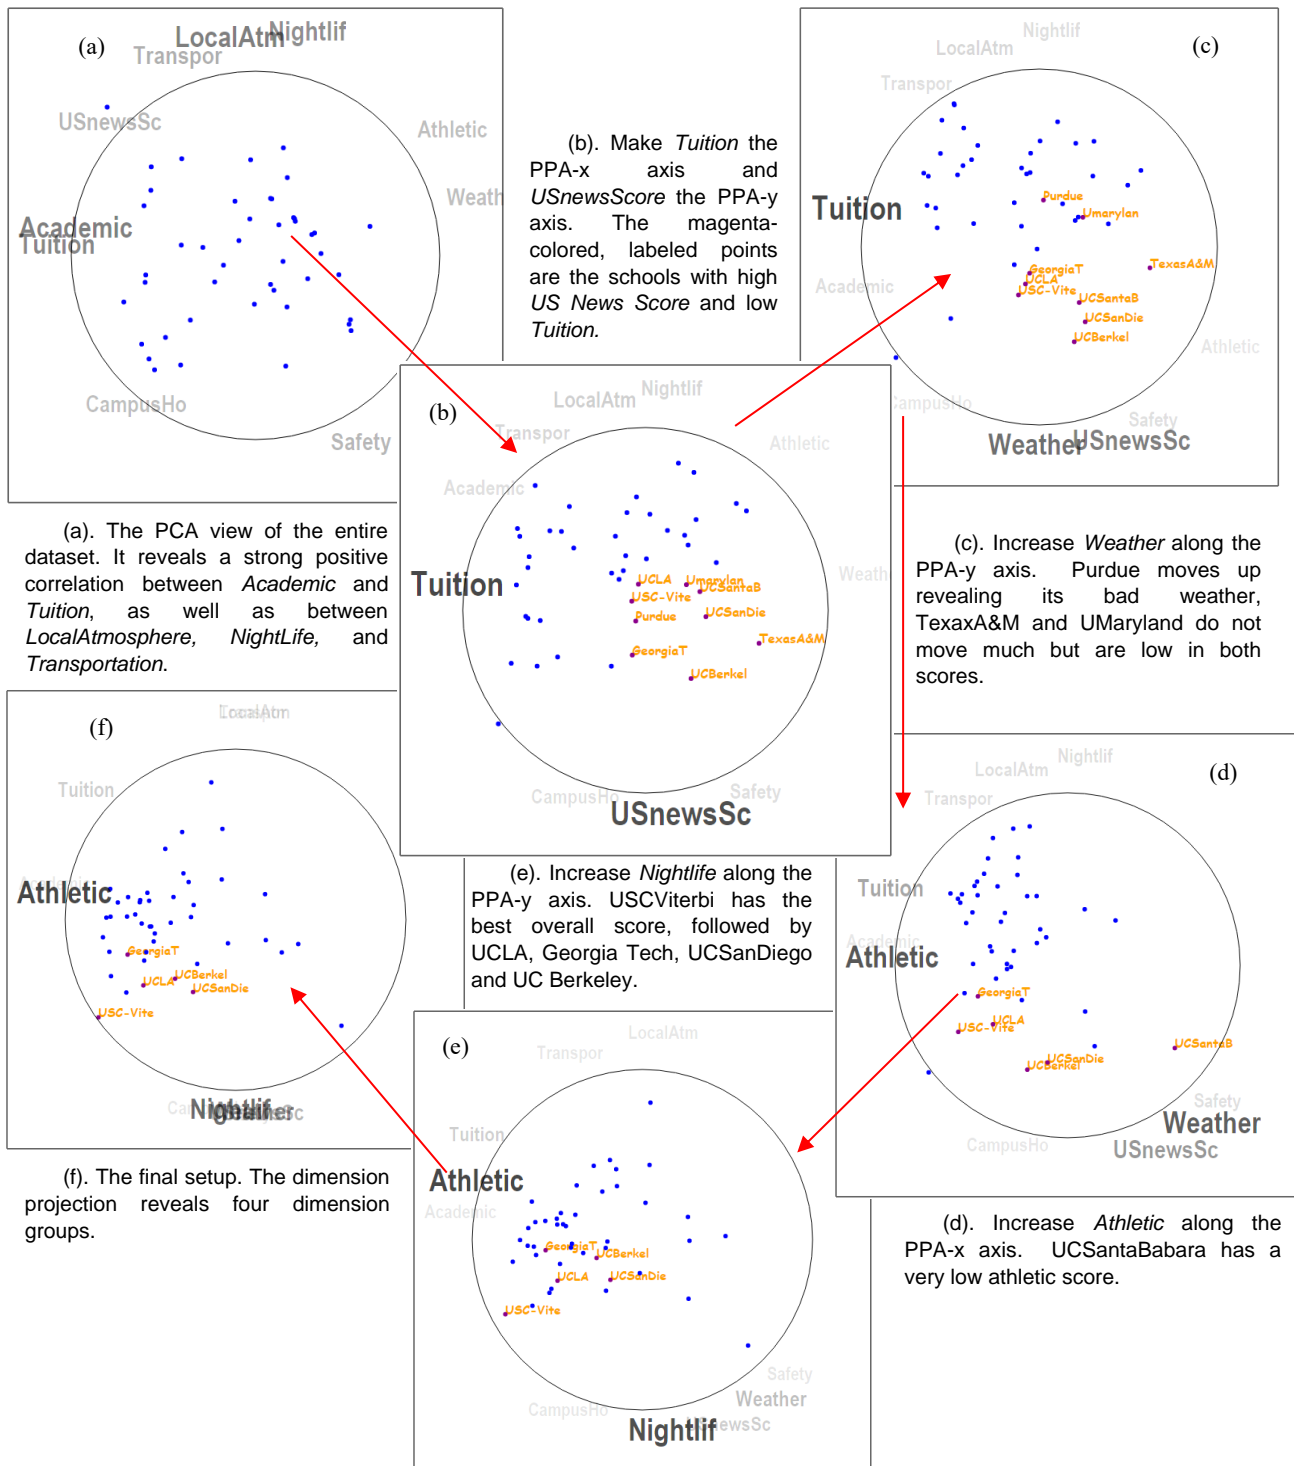 (a)
LocalAtm
Nightlif
Transpor
USnewsSc
Athletic
Weath
Academic
Tuition
CampusHo
Safety
(a). The PCA view of the entire
dataset. It reveals a strong positive
correlation between Academic and
Tuition, as well as between
LocalAtmosphere, NightLife, and
Transportation.
(b). Make Tuition the
PPA-x axis and
USnewsScore the PPA-y
axis. The magenta-
colored, labeled points
are the schools with high
US News Score and low
Tuition.
(b)
Nightlif
LocalAtm
Transpor
Athletic
Academic
Tuition
Weathe
UCLA
Umarylan
UCSantaB
USC-Vite
Purdue
UCSanDie
TexasA&M
GeorgiaT
UCBerkel
CampusHo
Safety
USnewsSc
(c)
Nightlif
LocalAtm
Transpor
Tuition
Purdue
Umarylan
TexasA&M
GeorgiaT
UCLA
USC-Vite
UCSantaB
UCSanDie
UCBerkel
Academic
Athletic
CampusHo
Safety
Weather
USnewsSc
(c). Increase Weather along the
PPA-y axis. Purdue moves up
revealing its bad weather,
TexaxA&M and UMaryland do not
move much but are low in both
scores.
(d)
Nightlif
LocalAtm
Transpor
Tuition
Academic
Athletic
GeorgiaT
UCLA
USC-Vite
UCSanDie
UCBerkel
UCSantaB
Safety
Weather
CampusHo
USnewsSc
(d). Increase Athletic along the
PPA-x axis. UCSantaBabara has a
very low athletic score.
(e). Increase Nightlife along the
PPA-y axis. USCViterbi has the
best overall score, followed by
UCLA, Georgia Tech, UCSanDiego
and UC Berkeley.
(e)
LocalAtm
Transpor
Tuition
Athletic
Academic
GeorgiaT
UCBerkel
UCLA
UCSanDie
USC-Vite
Safety
Weather
CampusHo
USnewsSc
Nightlif
(f)
LocalAtm
Transpor
Tuition
Academic
Athletic
GeorgiaT
UCBerkel
UCLA
UCSanDie
USC-Vite
Nightlif
Weather
(f). The final setup. The dimension
projection reveals four dimension
groups.